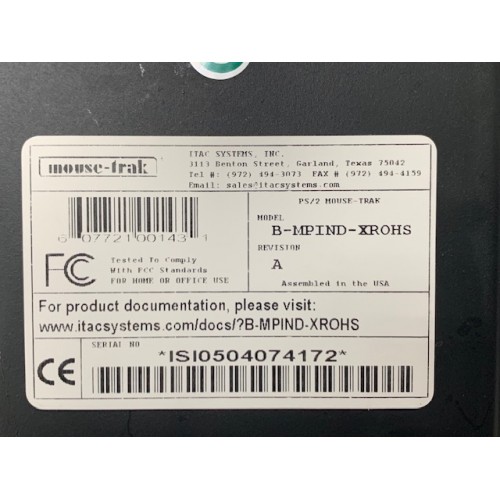 mouse-trak
ITAC SYSTEMS, INC.
3113 Benton Street, Garland, Texas 75042
Tel #: (972) 494-3073 FAX # (972) 494-4159
Email: sales@itacsystems.com
PS/2 MOUSE-TRAK
MODEL
B-MPIND-XROHS
REVISION
A
Assembled in the USA
6 07721 00143 1
FC
Tested To Comply
With FCC Standards
FOR HOME OR OFFICE USE
For product documentation, please visit:
www.itacsystems.com/docs/?B-MPIND-XROHS
SERIAL NO
*ISI0504074172*
CE